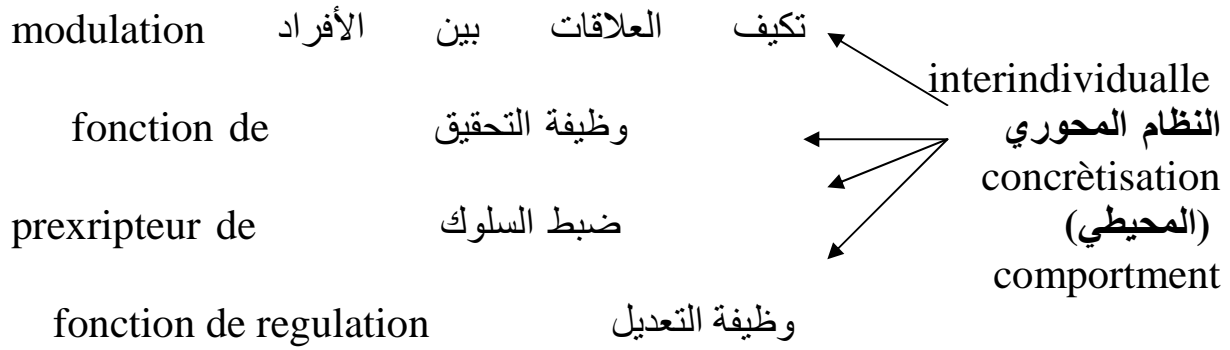 تكيف العلاقات بين الأفراد modulation
interindividualle
وظيفة التحقيق fonction de
النظام المحوري
concrètisation
ضبط السلوك prexripteur de
(المحيطي)
comportment
وظيفة التعديل fonction de regulation